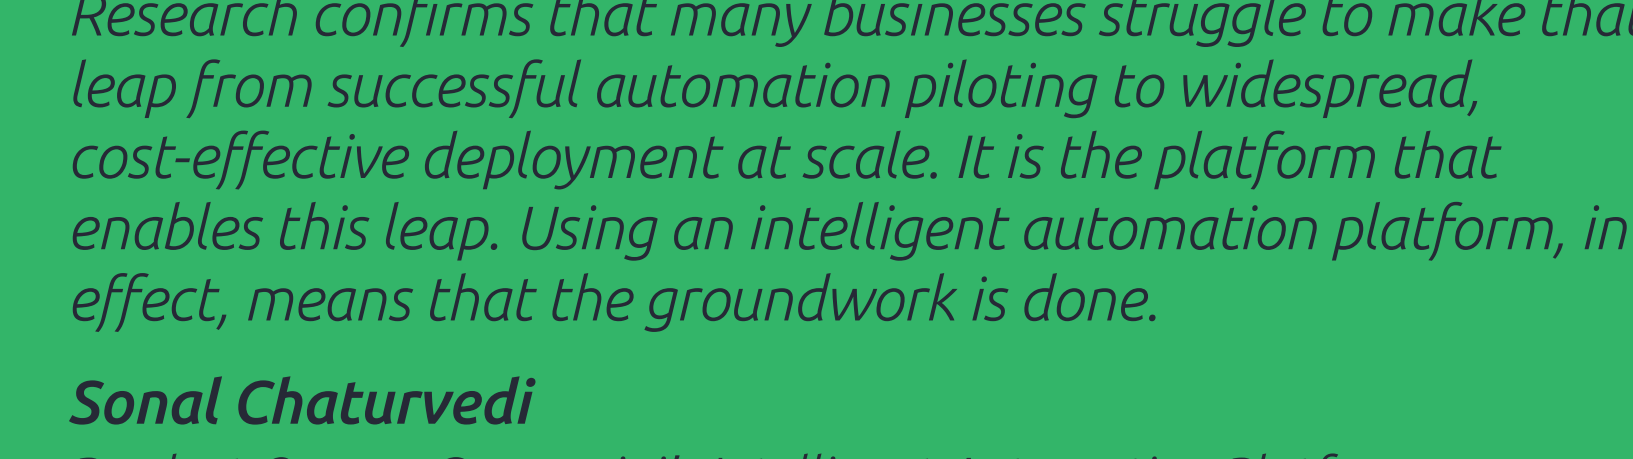 Research confirms that many businesses struggle to make that
leap from successful automation piloting to widespread,
cost-effective deployment at scale. It is the platform that
enables this leap. Using an intelligent automation platform, in
effect, means that the groundwork is done.
Sonal Chaturvedi